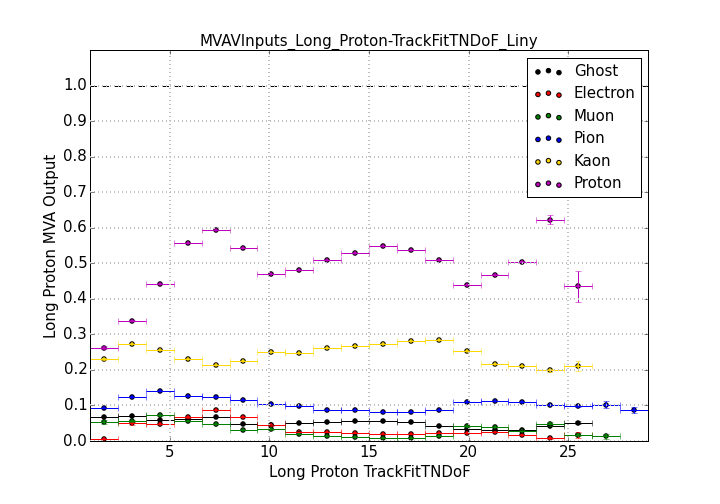 MVAVInputs_Long_Proton-TrackFitTNDoF_Liny
Long Proton MVA Output
1.0
0.9
0.8
0.7
0.6
0.5
0.4
0.3
0.2
0.1
0.0
Ghost
Electron
Muon
Pion
Kaon
Proton
5 10 15 20 25
Long Proton TrackFitTNDoF